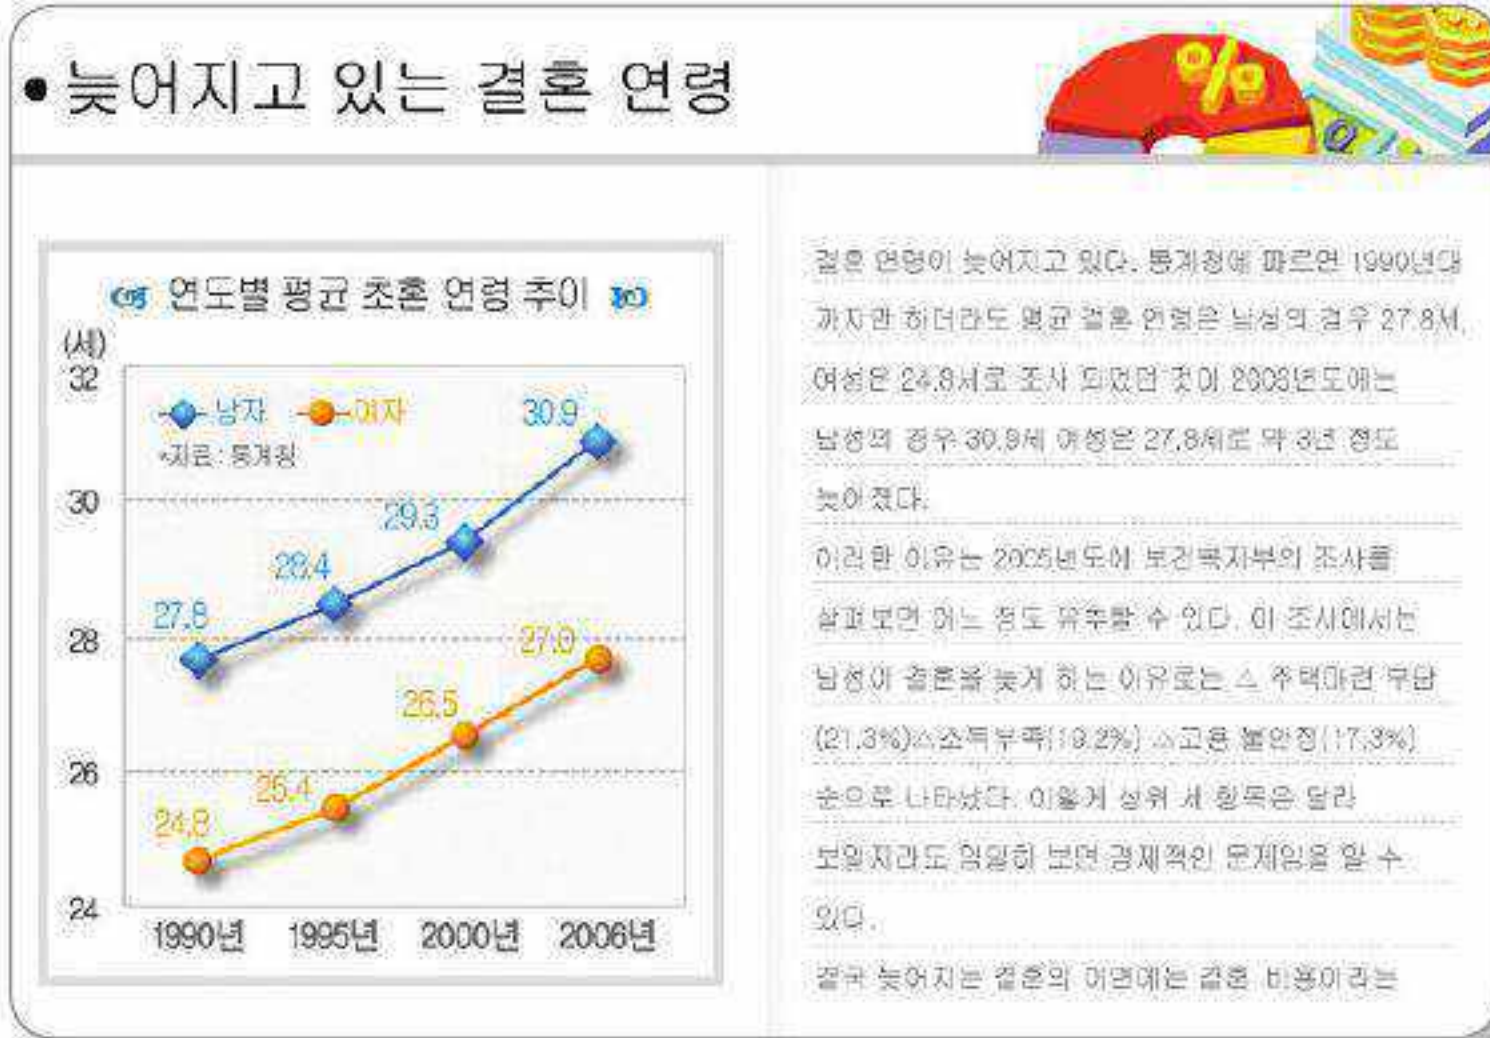 • 늦어지고 있는 결혼 연령
연도별 평균 초혼 연령 추이
(세)
32
남자 여자
30.9
*자료 : 통계청
30
29.3
28.4
27.8
28
27.0
26.5
26
25.4
24.8
24
1990년 1995년 2000년 2006년
결혼 연령이 늦어지고 있다. 통계청에 따르면 1990년대
까지만 하더라도 평균 결혼 연령은 남성의 경우 27.8세,
여성은 24.8세로 조사 되었던 것이 년도에는
남성의 경우 30.9세 여성은 27.8세로 약 3년 정도
늦어졌다.
이러한 이유는 2005년도에 보건복지부의 조사를
살펴보면 어느 정도 유추할 수 있다. 이 조사에서는
남성이 결혼을 늦게 하는 이유로는 △ 주택마련 부담
(21.3%)△소득부족(19.2%) △고용 불안정(17.3%)
순으로 나타났다. 이렇게 상위 세 항목은 달라
보일지라도 엄밀히 보면 경제적인 문제임을 알 수
있다.
결국 늦어지는 결혼의 이면에는 결혼 비용이라는